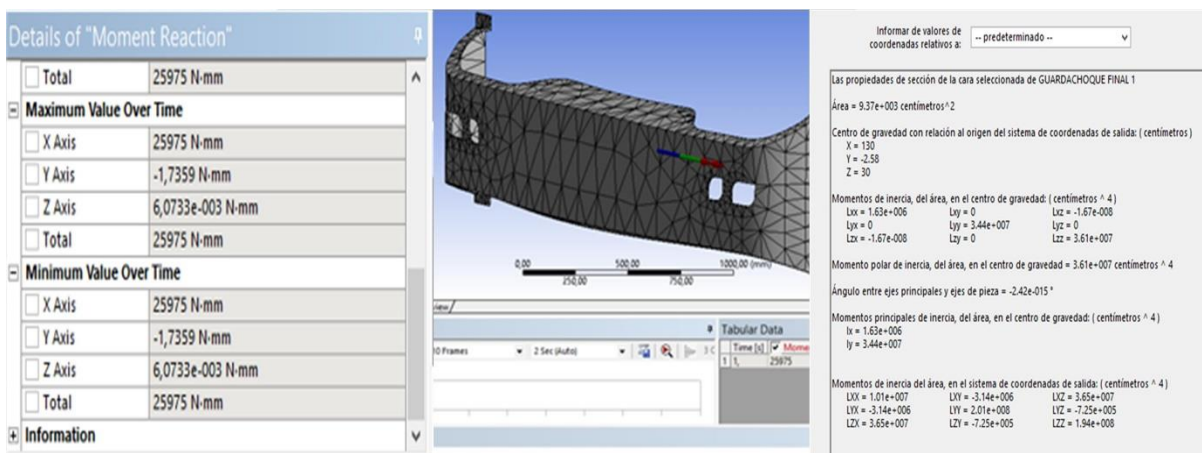 Details of "Moment Reaction"
Total 25975 N·mm
Maximum Value Over Time
X Axis 25975 N·mm
Y Axis -1,7359 N·mm
Z Axis 6,0733e-003 N·mm
Total 25975 N·mm
Minimum Value Over Time
X Axis 25975 N·mm
Y Axis -1,7359 N·mm
Z Axis 6,0733e-003 N·mm
Total 25975 N·mm
Information
0,00 500,00 1000,00 (mm)
250,00 750,00
Frames 2 Sec (Auto)
Tabular Data
Time [s]
1 1, 25975
Informar de valores de
coordenadas relativos a: -- predeterminado --
Las propiedades de sección de la cara seleccionada de GUARDACHOQUE FINAL 1
Área = 9.37e+003 centímetros^2
Centro de gravedad con relación al origen del sistema de coordenadas de salida: ( centímetros )
X = 130
Y = -2.58
Z = 30
Momentos de inercia, del área, en el centro de gravedad: ( centímetros ^ 4 )
Lxx = 1.63e+006 Lxy = 0 Lxz = -1.67e-008
Lyx = 0 Lyy = 3.44e+007 Lyz = 0
Lzx = -1.67e-008 Lzy = 0 Lzz = 3.61e+007
Momento polar de inercia, del área, en el centro de gravedad = 3.61e+007 centímetros ^ 4
Ángulo entre ejes principales y ejes de pieza = -2.42e-015 °
Momentos principales de inercia, del área, en el centro de gravedad: ( centímetros ^ 4 )
Ix = 1.63e+006
Iy = 3.44e+007
Momentos de inercia del área, en el sistema de coordenadas de salida: ( centímetros ^ 4 )
LXX = 1.01e+007 LXY = -3.14e+006 LXZ = 3.65e+007
LYX = -3.14e+006 LYY = 2.01e+008 LYZ = -7.25e+005
LZX = 3.65e+007 LZY = -7.25e+005 LZZ = 1.94e+008